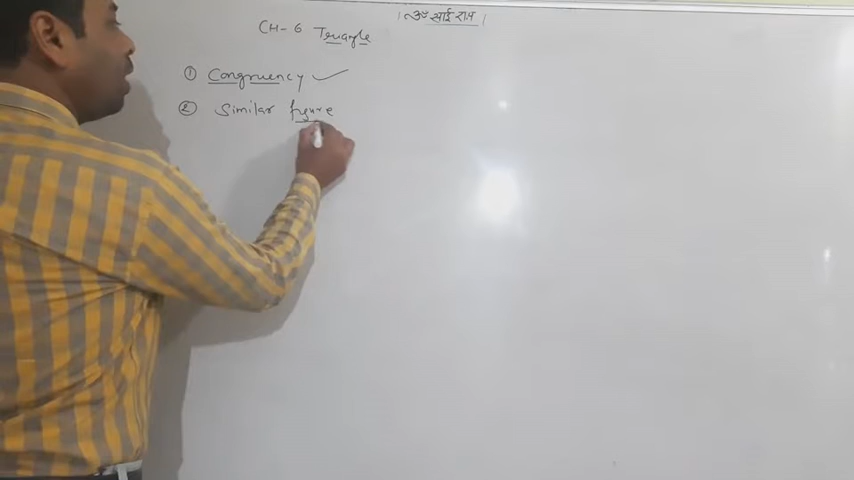 ।ॐ साई राम।
CH-6 Triangle
① Congruency ✓
② Similar figure